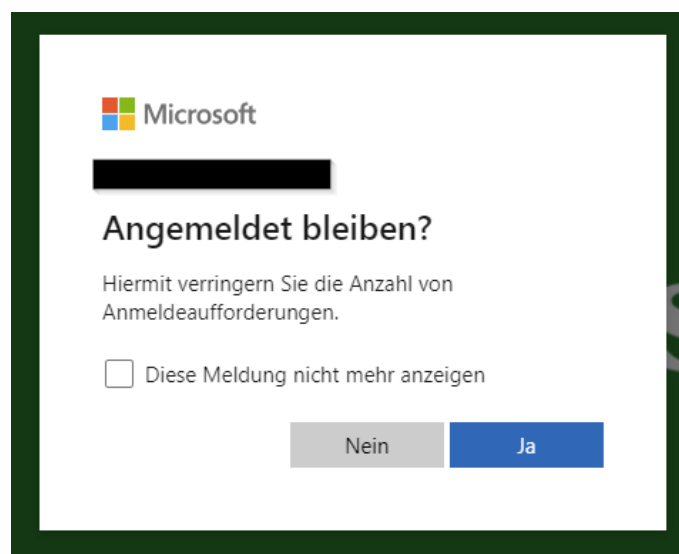 Microsoft
Angemeldet bleiben?
Hiermit verringern Sie die Anzahl von
Anmeldeaufforderungen.
Diese Meldung nicht mehr anzeigen
Nein Ja